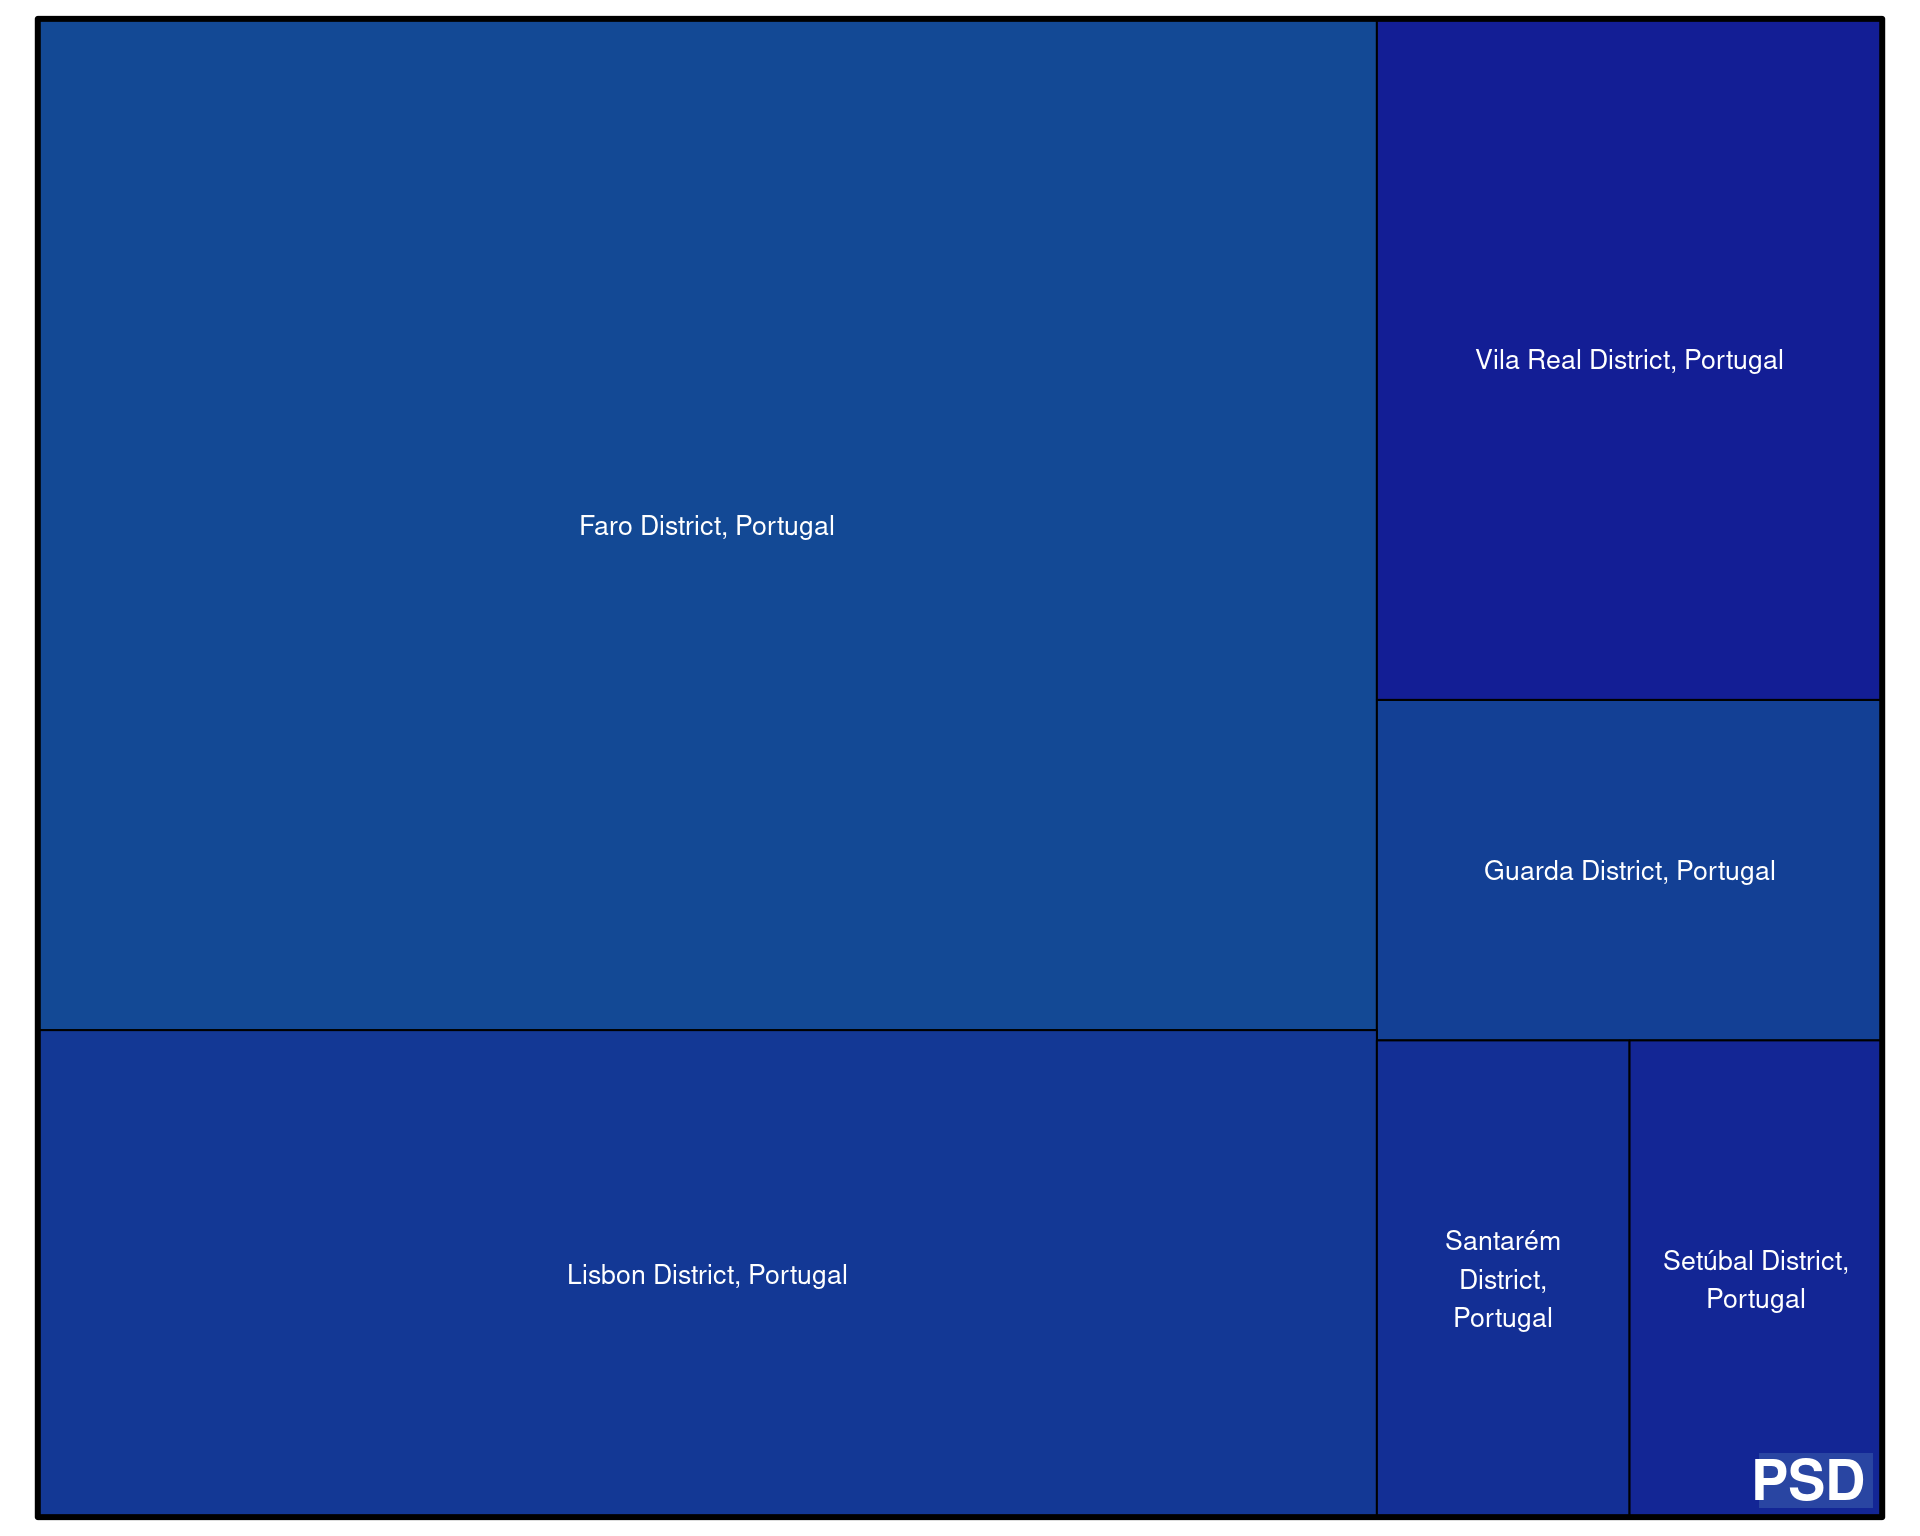 Faro District, Portugal
Lisbon District, Portugal
Vila Real District, Portugal
Guarda District, Portugal
Santarém
District,
Portugal
Setúbal District,
Portugal
PSD